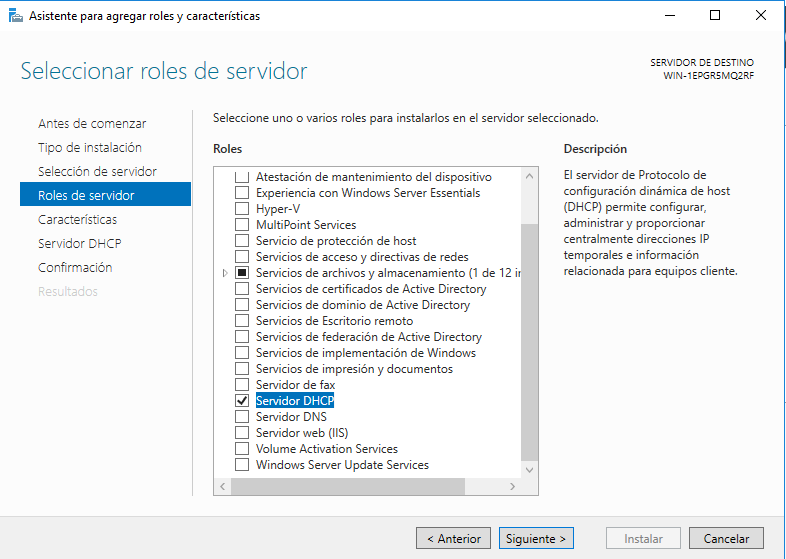 Asistente para agregar roles y características
Seleccionar roles de servidor
SERVIDOR DE DESTINO
WIN-1EPGR5MQ2RF
Antes de comenzar
Tipo de instalación
Selección de servidor
Roles de servidor
Características
Servidor DHCP
Confirmación
Resultados
Seleccione uno o varios roles para instalarlos en el servidor seleccionado.
Roles
Atestación de mantenimiento del dispositivo
Experiencia con Windows Server Essentials
Hyper-V
MultiPoint Services
Servicio de protección de host
Servicios de acceso y directivas de redes
Servicios de archivos y almacenamiento (1 de 12 in
Servicios de certificados de Active Directory
Servicios de dominio de Active Directory
Servicios de Escritorio remoto
Servicios de federación de Active Directory
Servicios de implementación de Windows
Servicios de impresión y documentos
Servidor de fax
Servidor DHCP
Servidor DNS
Servidor web (IIS)
Volume Activation Services
Windows Server Update Services
Descripción
El servidor de Protocolo de
configuración dinámica de host
(DHCP) permite configurar,
administrar y proporcionar
centralmente direcciones IP
temporales e información
relacionada para equipos cliente.
< Anterior
Siguiente >
Instalar
Cancelar